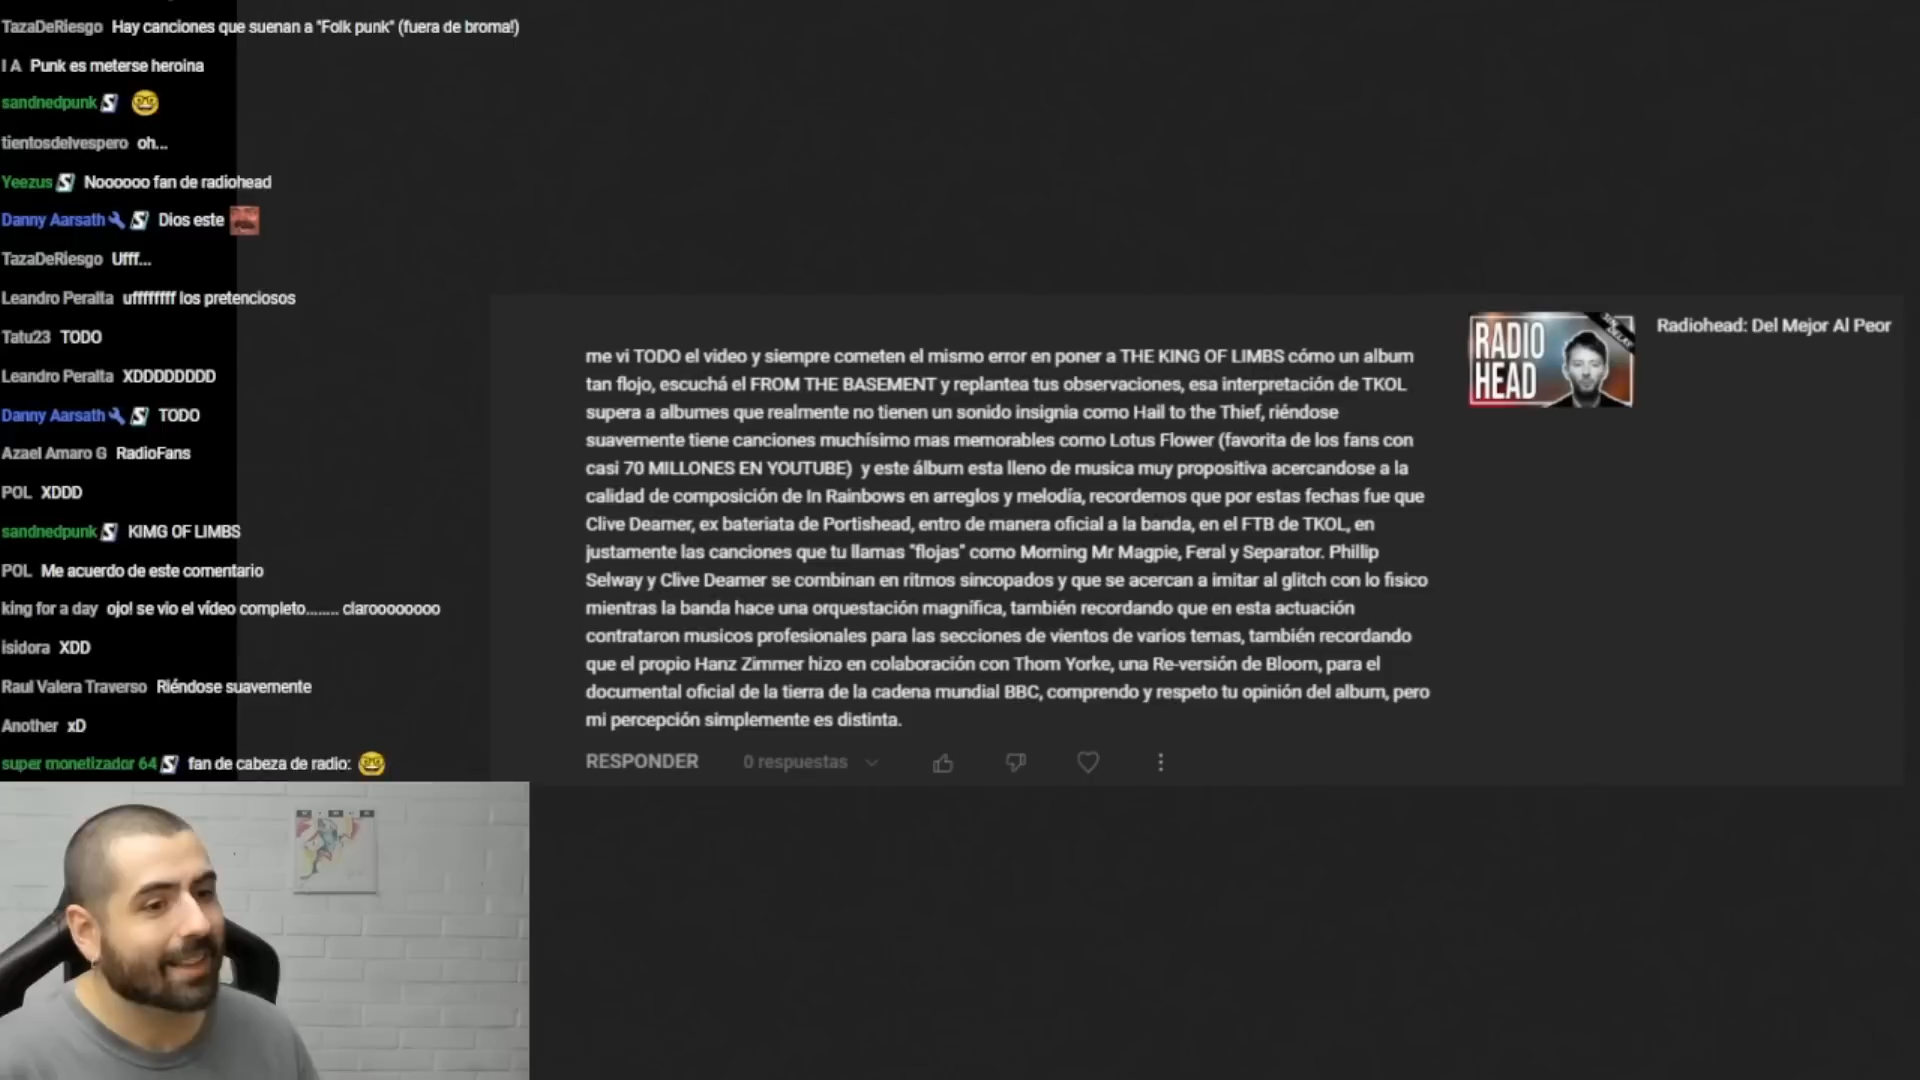 TazaDeRiesgo Hay canciones que suenan a "Folk punk" (fuera de broma!)
I A Punk es meterse heroina
sandnedpunk
tientosdelvespero oh...
Yeezus Noooooo fan de radiohead
Danny Aarsath Dios este
TazaDeRiesgo Ufff...
Leandro Peralta uffffffff los pretenciosos
Tatu23 TODO
Leandro Peralta XDDDDDDDD
Danny Aarsath TODO
Azael Amaro G RadioFans
POL XDDD
sandnedpunk KIMG OF LIMBS
POL Me acuerdo de este comentario
king for a day ojo! se vio el vídeo completo........ claroooooooo
isidora XDD
Raul Valera Traverso Riéndose suavemente
Another xD
super monetizador 64 fan de cabeza de radio:
me vi TODO el video y siempre cometen el mismo error en poner a THE KING OF LIMBS cómo un album
tan flojo, escuchá el FROM THE BASEMENT y replantea tus observaciones, esa interpretación de TKOL
supera a albumes que realmente no tienen un sonido insignia como Hail to the Thief, riéndose
suavemente tiene canciones muchísimo mas memorables como Lotus Flower (favorita de los fans con
casi 70 MILLONES EN YOUTUBE) y este álbum esta lleno de musica muy propositiva acercandose a la
calidad de composición de In Rainbows en arreglos y melodía, recordemos que por estas fechas fue que
Clive Deamer, ex bateriata de Portishead, entro de manera oficial a la banda, en el FTB de TKOL, en
justamente las canciones que tu llamas "flojas" como Morning Mr Magpie, Feral y Separator. Phillip
Selway y Clive Deamer se combinan en ritmos sincopados y que se acercan a imitar al glitch con lo fisico
mientras la banda hace una orquestación magnífica, también recordando que en esta actuación
contrataron musicos profesionales para las secciones de vientos de varios temas, también recordando
que el propio Hanz Zimmer hizo en colaboración con Thom Yorke, una Re-versión de Bloom, para el
documental oficial de la tierra de la cadena mundial BBC, comprendo y respeto tu opinión del album, pero
mi percepción simplemente es distinta.
RESPONDER 0 respuestas
RADIO
HEAD
Radiohead: Del Mejor Al Peor